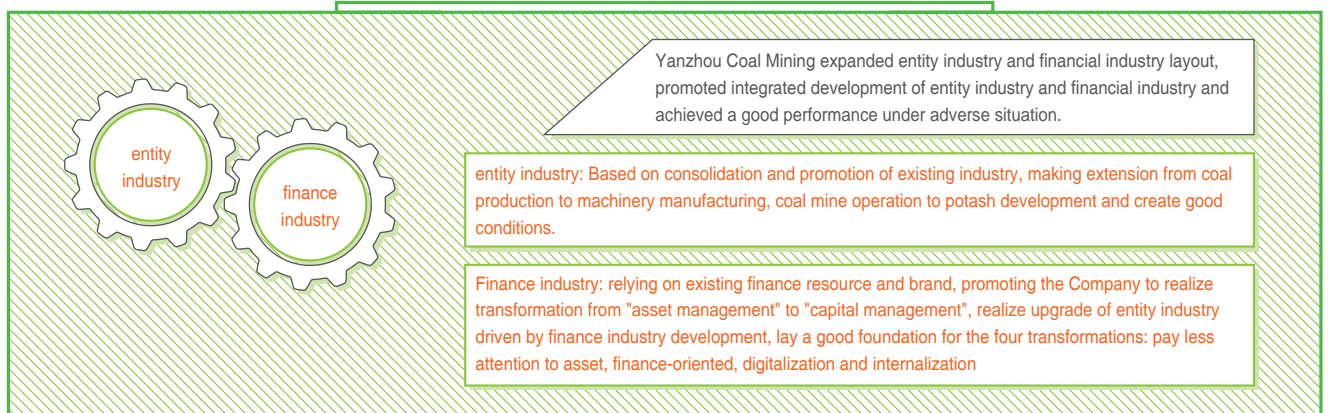 Yanzhou Coal Mining expanded entity industry and financial industry layout,
promoted integrated development of entity industry and financial industry and
achieved a good performance under adverse situation.
entity
industry
finance
industry
entity industry: Based on consolidation and promotion of existing industry, making extension from coal
production to machinery manufacturing, coal mine operation to potash development and create good
conditions.
Finance industry: relying on existing finance resource and brand, promoting the Company to realize
transformation from "asset management" to "capital management", realize upgrade of entity industry
driven by finance industry development, lay a good foundation for the four transformations: pay less
attention to asset, finance-oriented, digitalization and internalization